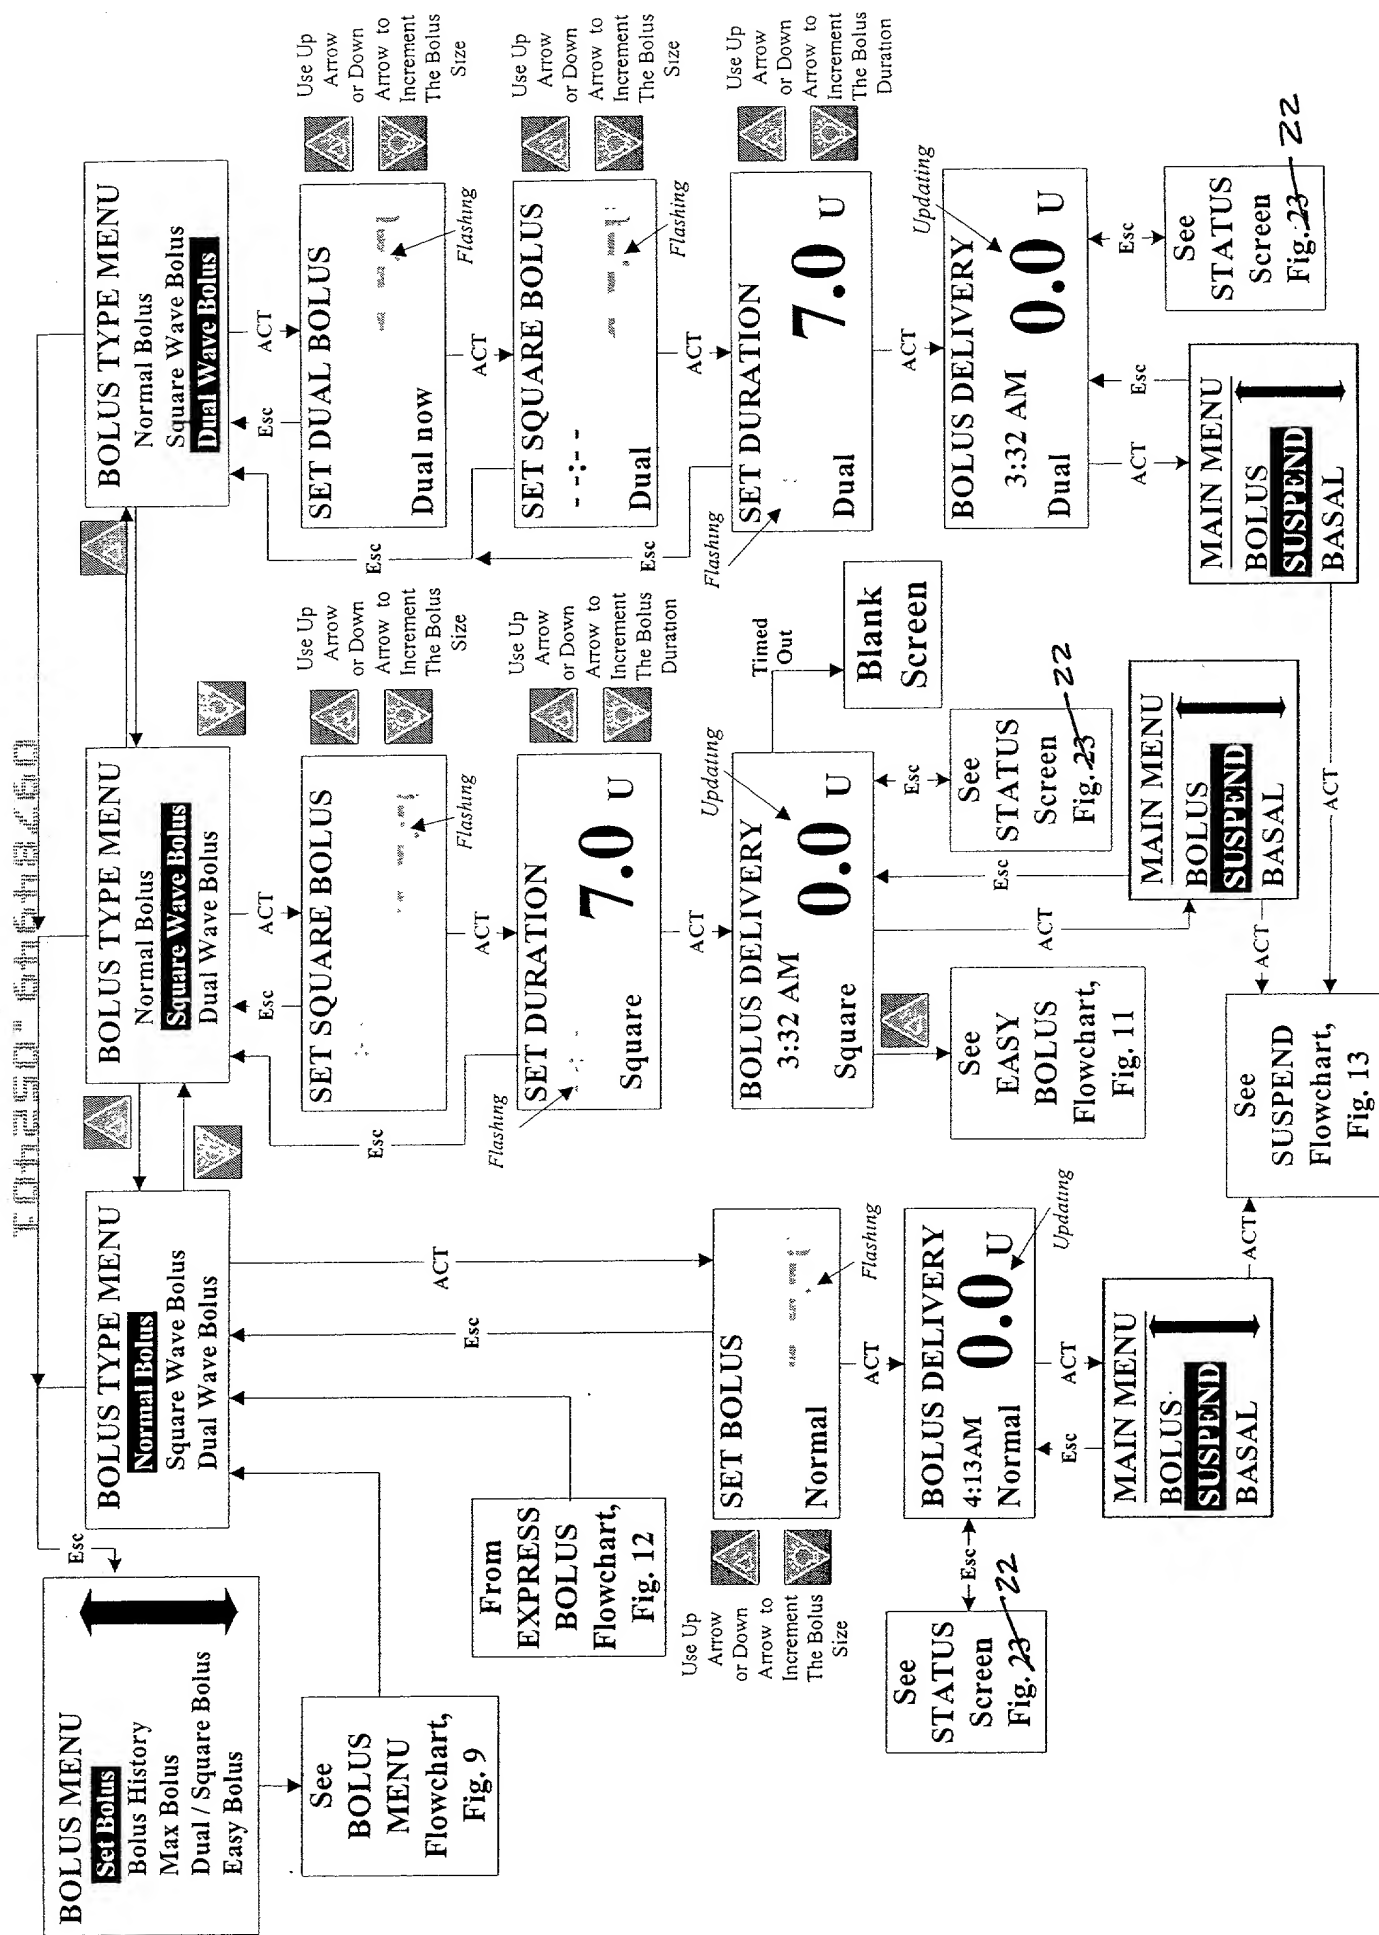 BOLUS MENU
Set Bolus
Bolus History
Max Bolus
Dual / Square Bolus
Easy Bolus
Esc
See
BOLUS
MENU
Flowchart,
Fig. 9
From
EXPRESS
BOLUS
Flowchart,
Fig. 12
BOLUS TYPE MENU
Normal Bolus
Square Wave Bolus
Dual Wave Bolus
Esc
ACT
Use Up
Arrow
or Down
Arrow to
Increment
The Bolus
Size
SET BOLUS
Normal
Flashing
ACT
See
STATUS
Screen
Fig. 23 22
Esc
BOLUS DELIVERY
4:13AM 0.0 U
Normal
Updating
Esc
ACT
MAIN MENU
BOLUS
SUSPEND
BASAL
ACT
See
SUSPEND
Flowchart,
Fig. 13
BOLUS TYPE MENU
Normal Bolus
Square Wave Bolus
Dual Wave Bolus
Esc
ACT
SET SQUARE BOLUS
Flashing
Use Up
Arrow
or Down
Arrow to
Increment
The Bolus
Size
Esc
ACT
Flashing
SET DURATION
7.0 U
Square
Use Up
Arrow
or Down
Arrow to
Increment
The Bolus
Duration
ACT
BOLUS DELIVERY
3:32 AM
0.0 U
Square
Updating
Timed
Out
Blank
Screen
See
EASY
BOLUS
Flowchart,
Fig. 11
ACT
Esc
Esc
See
STATUS
Screen
Fig. 23 22
MAIN MENU
BOLUS
SUSPEND
BASAL
ACT
BOLUS TYPE MENU
Normal Bolus
Square Wave Bolus
Dual Wave Bolus
Esc
ACT
SET DUAL BOLUS
Dual now
Flashing
Use Up
Arrow
or Down
Arrow to
Increment
The Bolus
Size
Esc
ACT
SET SQUARE BOLUS
--:--
Dual
Flashing
Use Up
Arrow
or Down
Arrow to
Increment
The Bolus
Size
Esc
ACT
Flashing
SET DURATION
7.0 U
Dual
Use Up
Arrow
or Down
Arrow to
Increment
The Bolus
Duration
ACT
BOLUS DELIVERY
3:32 AM
0.0 U
Dual
Updating
ACT
Esc
Esc
See
STATUS
Screen
Fig. 23 22
MAIN MENU
BOLUS
SUSPEND
BASAL
ACT